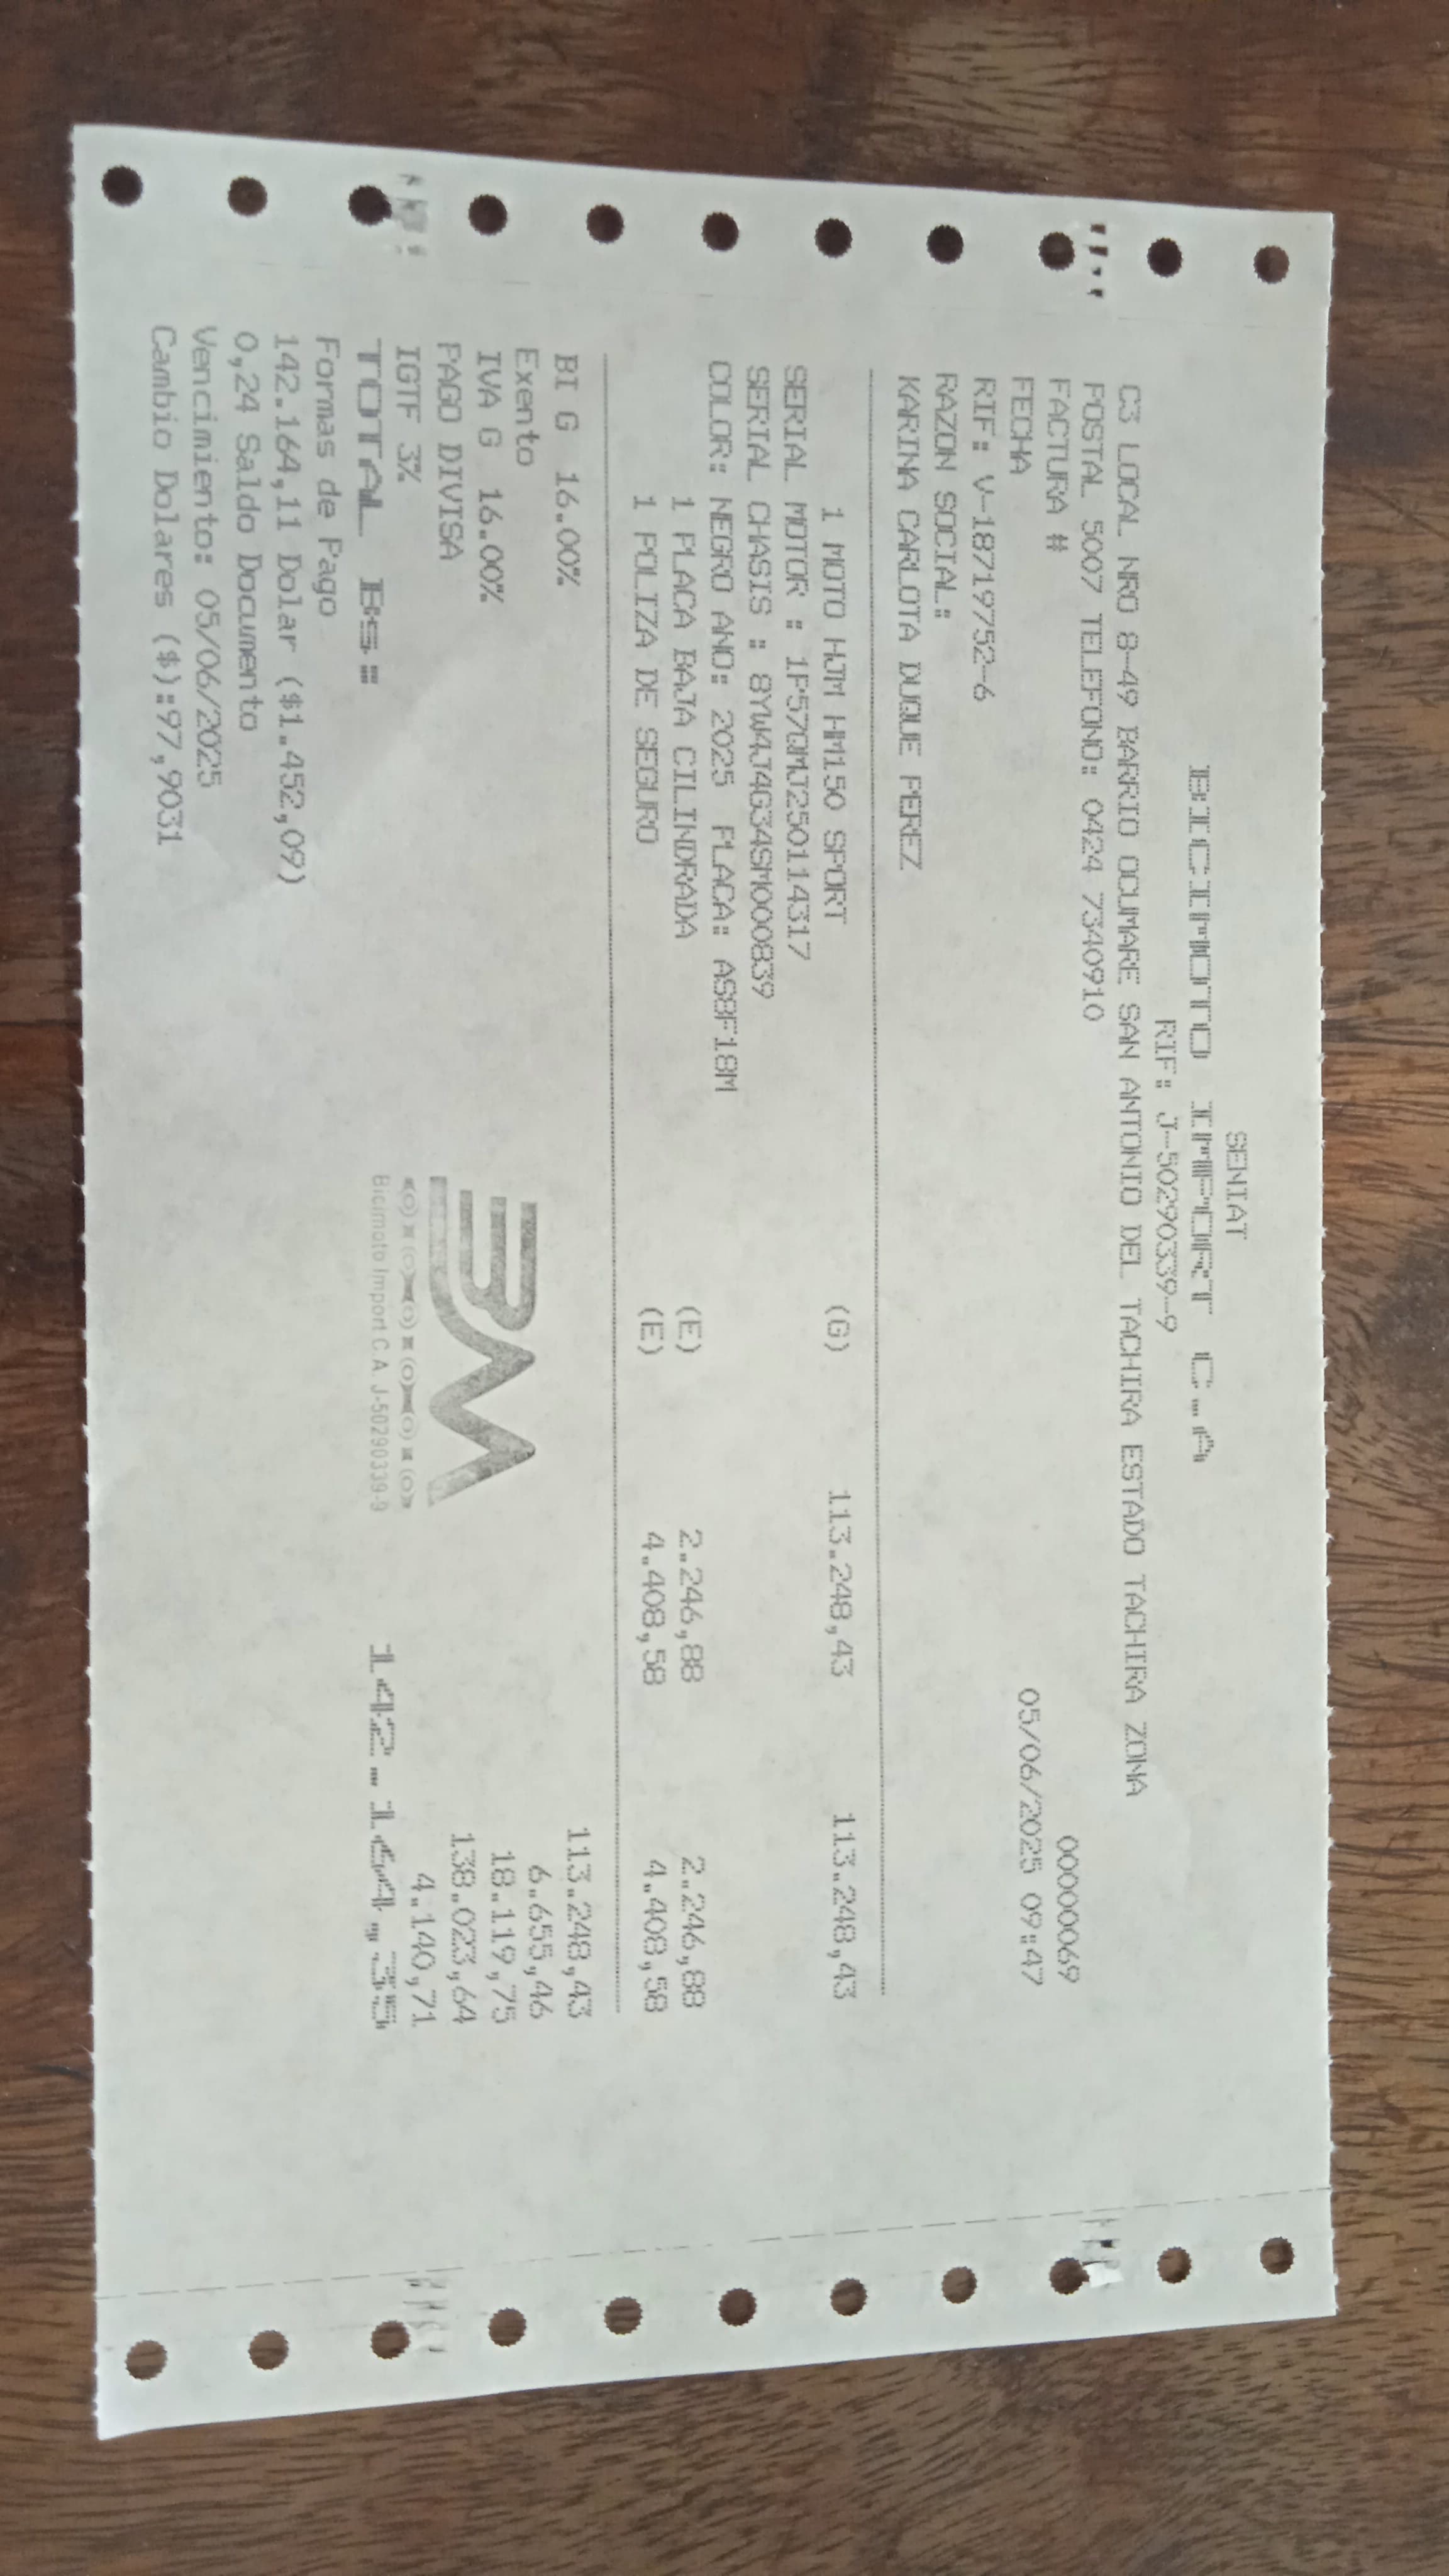 SENIAT
BICIMOTO IMPORT C.A
RIF: J-50290339-9
C3 LOCAL NRO 8-49 BARRIO OCUMARE SAN ANTONIO DEL TACHIRA ESTADO TACHIRA ZONA
POSTAL 5007 TELEFONO: 0424 7340910
FACTURA # 00000069
FECHA 05/06/2025 09:47
RIF: V-18719752-6
RAZON SOCIAL:
KARINA CARLOTA DUQUE PEREZ
1 MOTO HJM HM150 SPORT (G) 113.248,43 113.248,43
SERIAL MOTOR : 1P57QMJ250114317
SERIAL CHASIS : 8YW4J4G34SM000839
COLOR: NEGRO ANO: 2025 PLACA: AS8F18M
1 PLACA BAJA CILINDRADA (E) 2.246,88 2.246,88
1 POLIZA DE SEGURO (E) 4.408,58 4.408,58
BI G 16.00% 113.248,43
Exento 6.655,46
IVA G 16.00% 18.119,75
PAGO DIVISA 138.023,64
IGTF 3% 4.140,71
TOTAL Bs: 142.164,35
Formas de Pago
142.164,11 Dolar ($1.452,09)
0,24 Saldo Documento
Vencimiento: 05/06/2025
Cambio Dolares ($):97,9031
BM
Bicimoto Import C.A. J-50290339-9